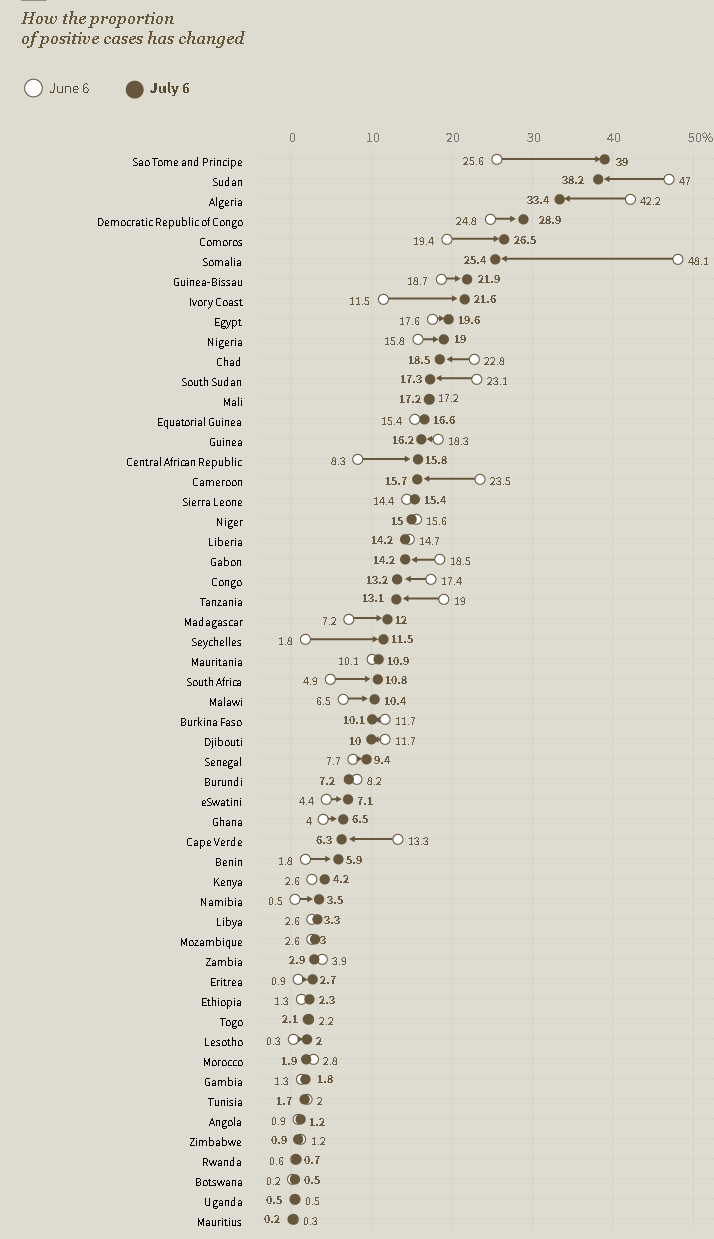 How the proportion
of positive cases has changed
June 6 July 6
0 10 20 30 40 50%
Sao Tome and Principe 25.6 39
Sudan 38.2 47
Algeria 33.4 42.2
Democratic Republic of Congo 24.8 28.9
Comoros 19.4 26.5
Somalia 25.4 48.1
Guinea-Bissau 18.7 21.9
Ivory Coast 11.5 21.6
Egypt 17.6 19.6
Nigeria 15.8 19
Chad 18.5 22.8
South Sudan 17.3 23.1
Mali 17.2 17.2
Equatorial Guinea 15.4 16.6
Guinea 16.2 18.3
Central African Republic 8.3 15.8
Cameroon 15.7 23.5
Sierra Leone 14.4 15.4
Niger 15 15.6
Liberia 14.2 14.7
Gabon 14.2 18.5
Congo 13.2 17.4
Tanzania 13.1 19
Madagascar 7.2 12
Seychelles 1.8 11.5
Mauritania 10.1 10.9
South Africa 4.9 10.8
Malawi 6.5 10.4
Burkina Faso 10.1 11.7
Djibouti 10 11.7
Senegal 7.7 9.4
Burundi 7.2 8.2
eSwatini 4.4 7.1
Ghana 4 6.5
Cape Verde 6.3 13.3
Benin 1.8 5.9
Kenya 2.6 4.2
Namibia 0.5 3.5
Libya 2.6 3.3
Mozambique 2.6 3
Zambia 2.9 3.9
Eritrea 0.9 2.7
Ethiopia 1.3 2.3
Togo 2.1 2.2
Lesotho 0.3 2
Morocco 1.9 2.8
Gambia 1.3 1.8
Tunisia 1.7 2
Angola 0.9 1.2
Zimbabwe 0.9 1.2
Rwanda 0.6 0.7
Botswana 0.2 0.5
Uganda 0.5 0.5
Mauritius 0.2 0.3